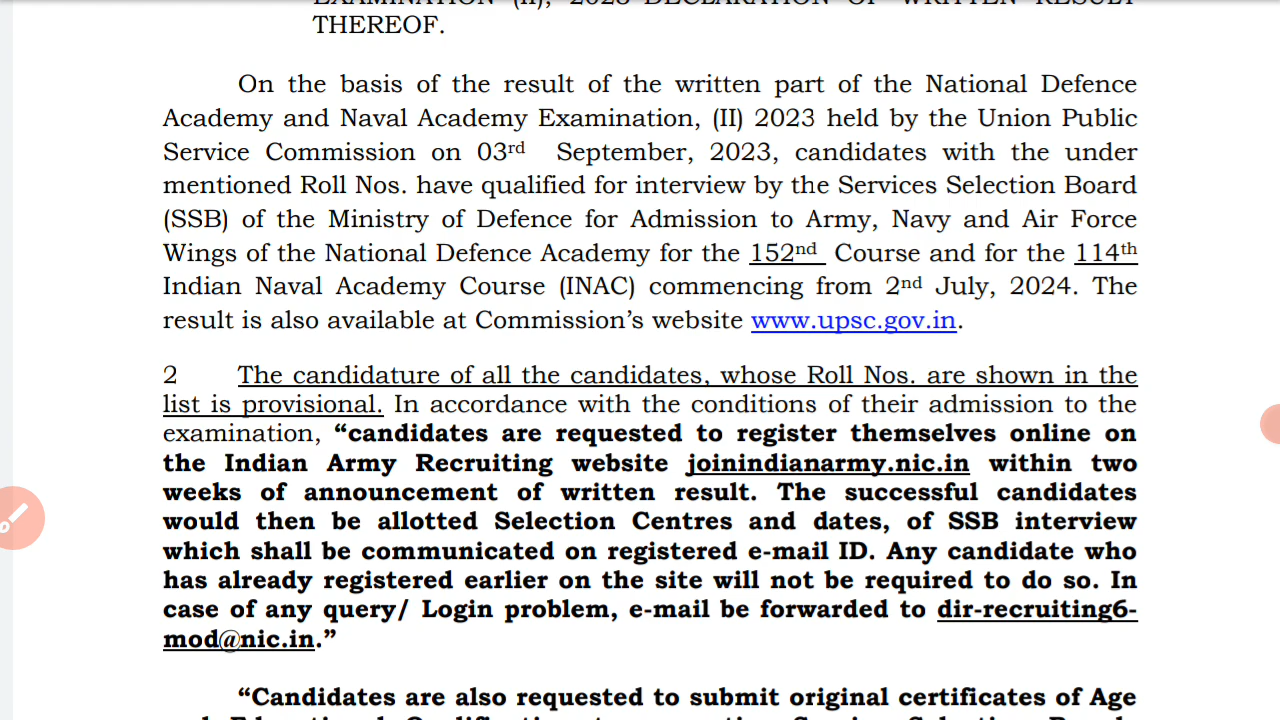 EXAMINATION (II), 2023–DECLARATION OF WRITTEN RESULT
THEREOF.
On the basis of the result of the written part of the National Defence
Academy and Naval Academy Examination, (II) 2023 held by the Union Public
Service Commission on 03rd September, 2023, candidates with the under
mentioned Roll Nos. have qualified for interview by the Services Selection Board
(SSB) of the Ministry of Defence for Admission to Army, Navy and Air Force
Wings of the National Defence Academy for the 152nd Course and for the 114th
Indian Naval Academy Course (INAC) commencing from 2nd July, 2024. The
result is also available at Commission’s website www.upsc.gov.in.
2 The candidature of all the candidates, whose Roll Nos. are shown in the
list is provisional. In accordance with the conditions of their admission to the
examination, “candidates are requested to register themselves online on
the Indian Army Recruiting website joinindianarmy.nic.in within two
weeks of announcement of written result. The successful candidates
would then be allotted Selection Centres and dates, of SSB interview
which shall be communicated on registered e-mail ID. Any candidate who
has already registered earlier on the site will not be required to do so. In
case of any query/ Login problem, e-mail be forwarded to dir-recruiting6-
mod@nic.in.”
“Candidates are also requested to submit original certificates of Age